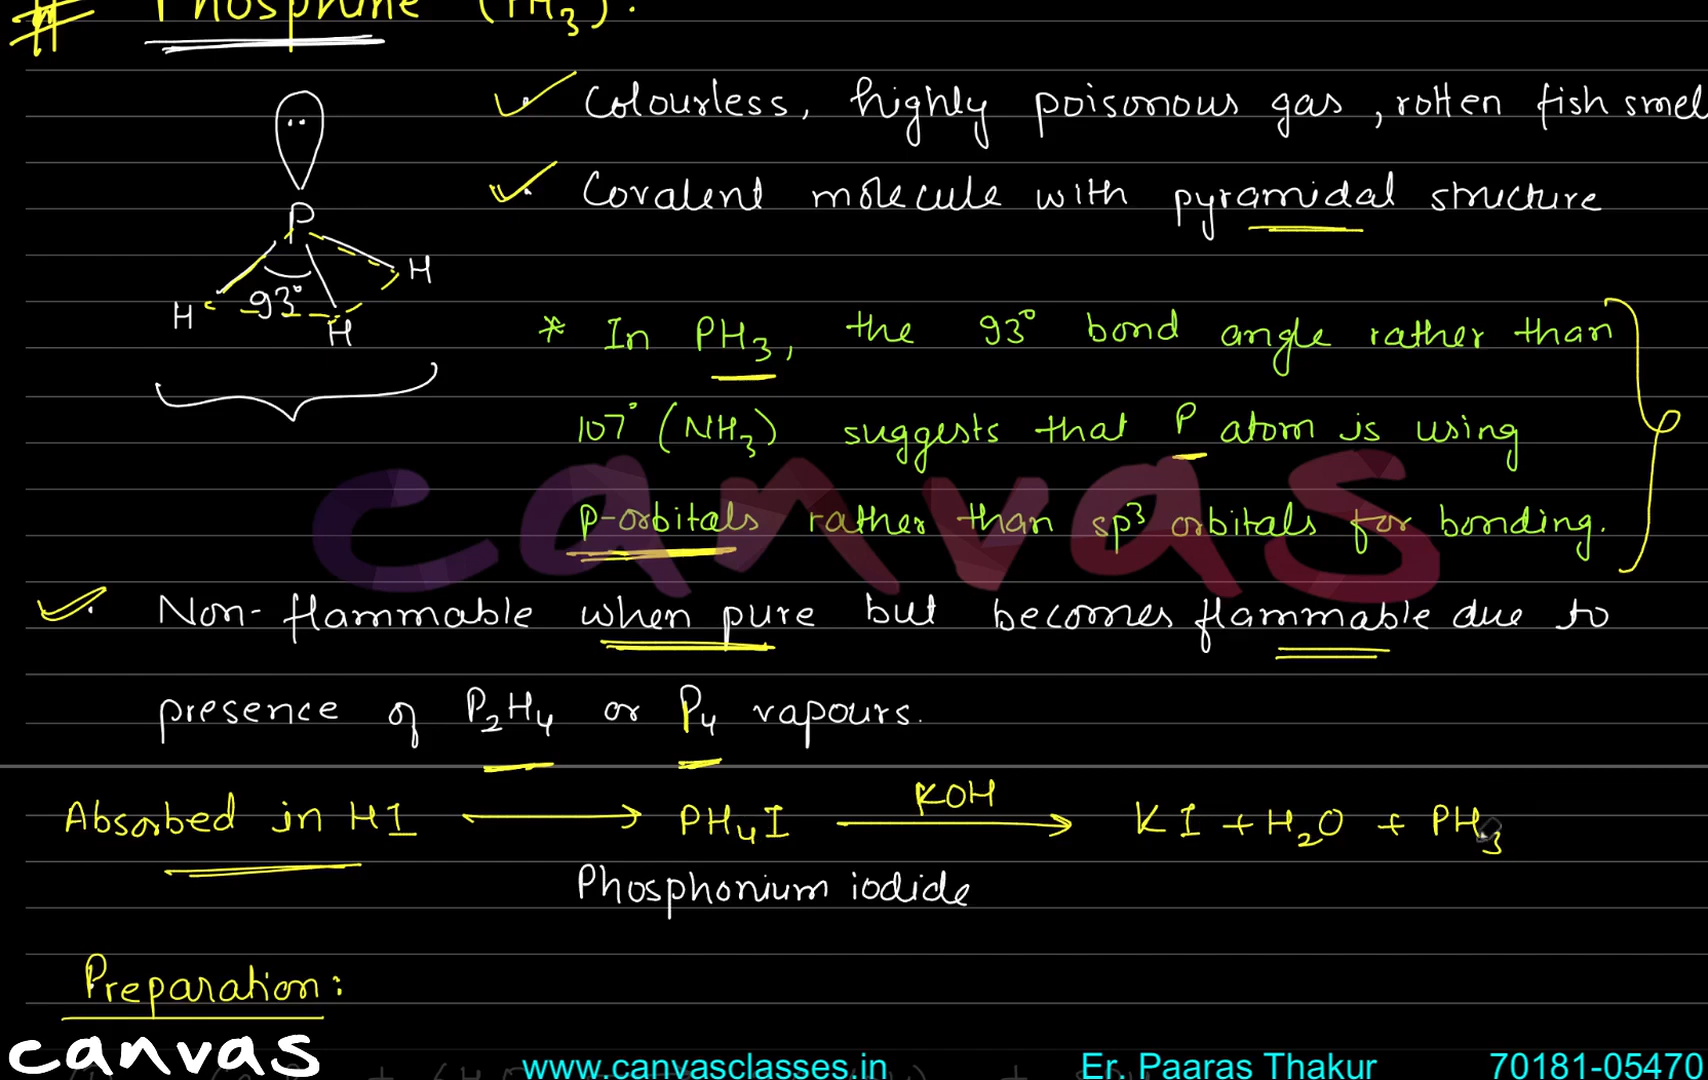 # Phosphine (PH3):
Colourless, highly poisonous gas, rotten fish smel
Covalent molecule with pyramidal structure
P
H 93° H H
* In PH3, the 93° bond angle rather than
107° (NH3) suggests that P atom is using
p-orbitals rather than sp³ orbitals for bonding.
canvas
Non-flammable when pure but becomes flammable due to
presence of P2H4 or P4 vapours.
Absorbed in HI ⟷ PH4I —KOH→ KI + H2O + PH3
Phosphonium iodide
Preparation:
canvas www.canvasclasses.in Er. Paaras Thakur 70181-05470